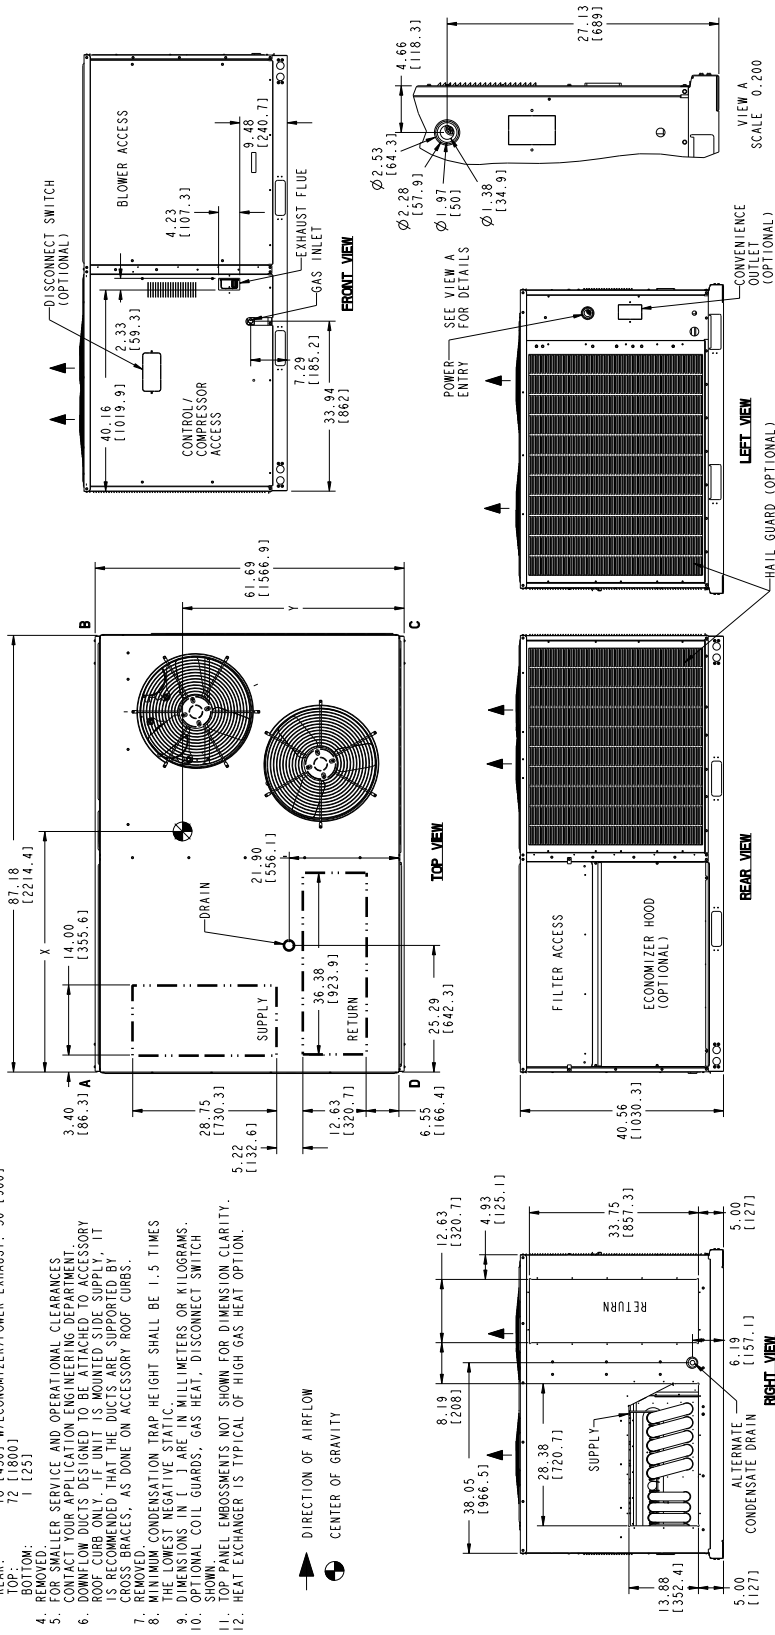 TOP: 72 [1800]
BOTTOM: 1 [25]
4. REMOVED.
5. FOR SMALLER SERVICE AND OPERATIONAL CLEARANCES
CONTACT YOUR APPLICATION ENGINEERING DEPARTMENT.
6. DOWNFLOW DUCTS DESIGNED TO BE ATTACHED TO ACCESSORY
ROOF CURB ONLY. IF UNIT IS MOUNTED SIDE SUPPLY, IT
IS RECOMMENDED THAT THE DUCTS ARE SUPPORTED BY
CROSS BRACES, AS DONE ON ACCESSORY ROOF CURBS.
7. REMOVED.
8. MINIMUM CONDENSATION TRAP HEIGHT SHALL BE 1.5 TIMES
THE LOWEST NEGATIVE STATIC.
9. DIMENSIONS IN [ ] ARE IN MILLIMETERS OR KILOGRAMS.
10. OPTIONAL COIL GUARDS, GAS HEAT, DISCONNECT SWITCH
SHOWN.
11. TOP PANEL EMBOSSMENTS NOT SHOWN FOR DIMENSION CLARITY.
12. HEAT EXCHANGER IS TYPICAL OF HIGH GAS HEAT OPTION.
DIRECTION OF AIRFLOW
CENTER OF GRAVITY
87.18
[2214.4]
X
14.00
[355.6]
3.40
[86.3]
A
B
C
D
28.75
[730.3]
5.22
[132.6]
12.63
[320.7]
6.55
[166.4]
SUPPLY
RETURN
DRAIN
36.38
[923.9]
21.90
[556.1]
25.29
[642.3]
61.69
[1566.9]
Y
TOP VIEW
DISCONNECT SWITCH
(OPTIONAL)
40.16
[1019.9]
2.33
[59.3]
CONTROL/
COMPRESSOR
ACCESS
BLOWER ACCESS
4.23
[107.3]
9.48
[240.7]
EXHAUST FLUE
GAS INLET
7.29
[185.2]
33.94
[862]
FRONT VIEW
12.63
[320.7]
4.93
[125.1]
8.19
[208]
38.05
[966.5]
28.38
[720.7]
SUPPLY
RETURN
33.75
[857.3]
5.00
[127]
6.19
[157.1]
13.88
[352.4]
5.00
[127]
ALTERNATE
CONDENSATE DRAIN
RIGHT VIEW
40.56
[1030.3]
FILTER ACCESS
ECONOMIZER HOOD
(OPTIONAL)
REAR VIEW
HAIL GUARD (OPTIONAL)
POWER
ENTRY
SEE VIEW A
FOR DETAILS
CONVENIENCE
OUTLET
(OPTIONAL)
LEFT VIEW
4.66
[118.3]
27.13
[689]
Ø2.53
[64.3]
Ø2.28
[57.9]
Ø1.97
[50]
Ø1.38
[34.9]
VIEW A
SCALE 0.200